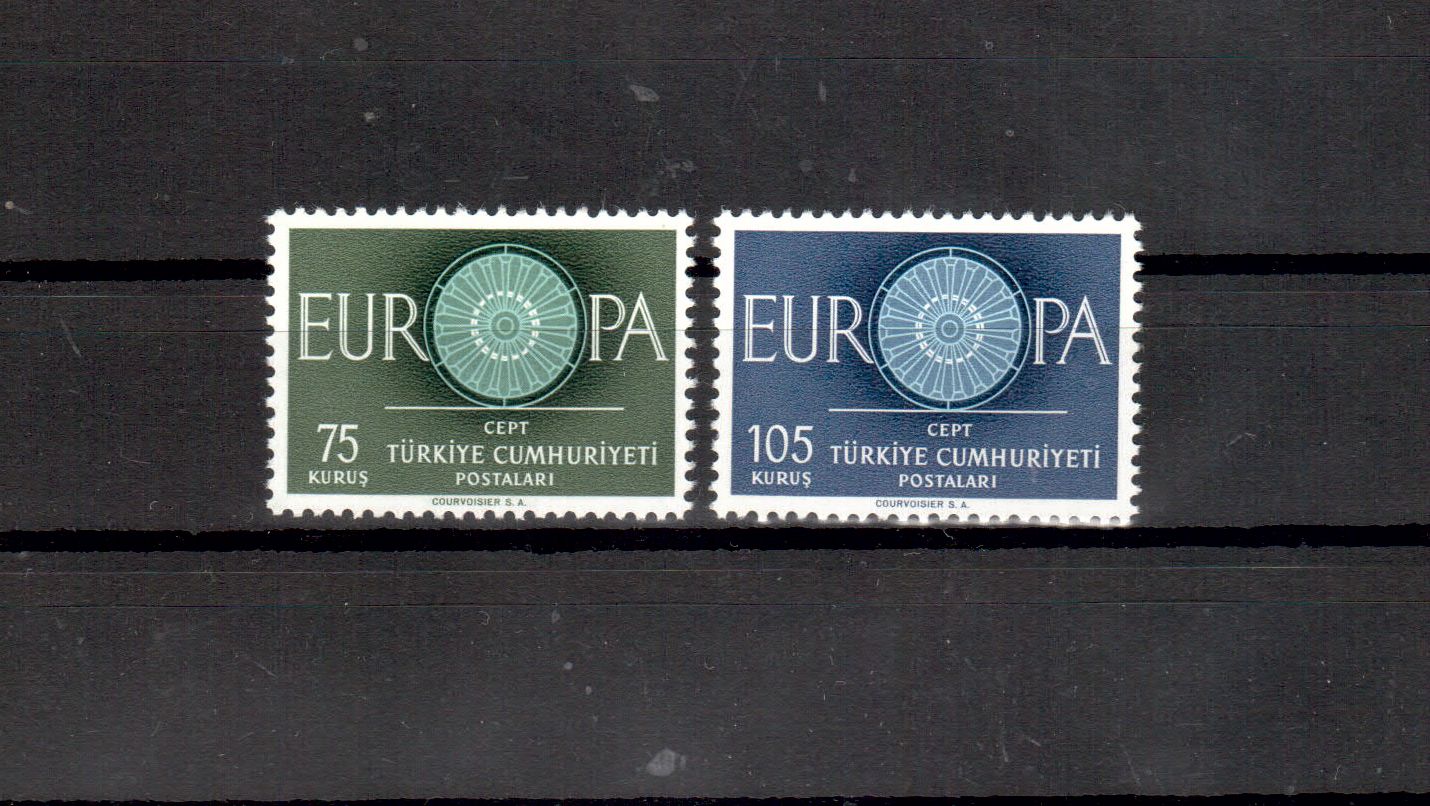 EUROPA
CEPT
75 TÜRKİYE CUMHURİYETİ
KURUŞ POSTALARI
COURVOISIER S. A.
EUROPA
CEPT
105 TÜRKİYE CUMHURİYETİ
KURUŞ POSTALARI
COURVOISIER S. A.